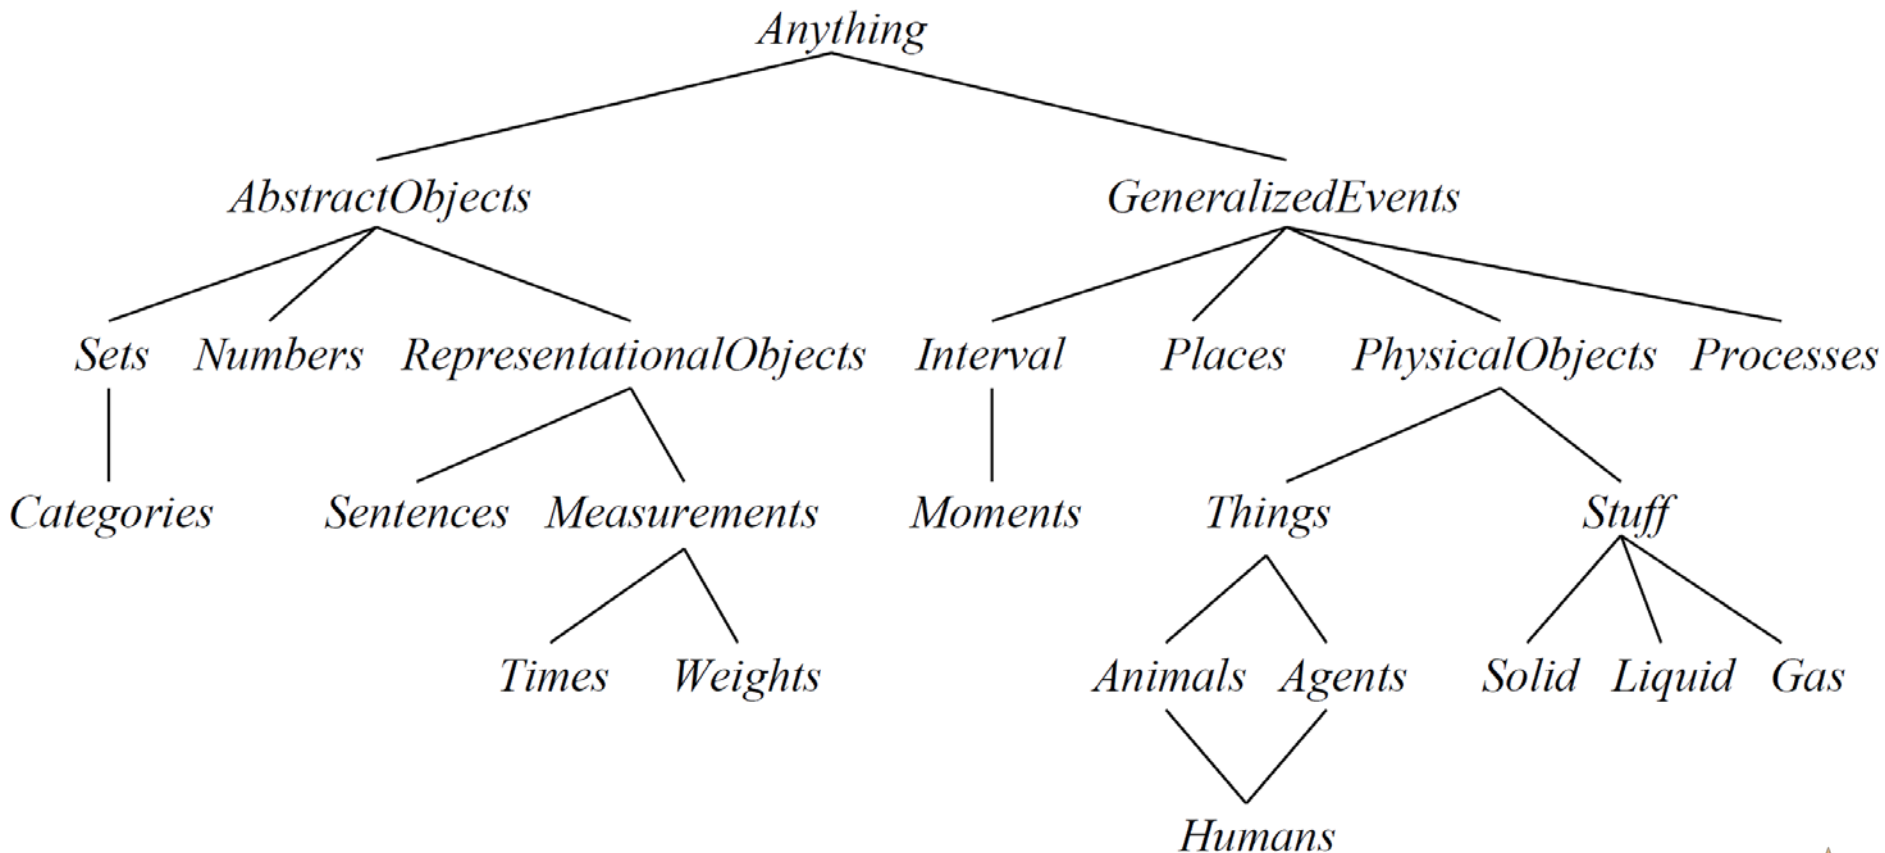 Anything
AbstractObjects GeneralizedEvents
Sets Numbers RepresentationalObjects Interval Places PhysicalObjects Processes
Categories Sentences Measurements Moments Things Stuff
Times Weights Animals Agents Solid Liquid Gas
Humans